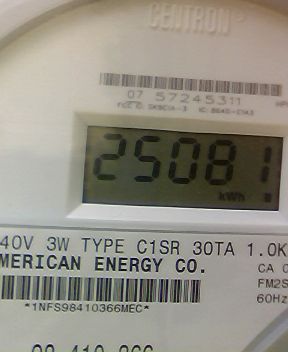 CENTRON®
07 57245311
25081
kWh
40V 3W TYPE C1SR 30TA 1.0K
MERICAN ENERGY CO.
CA 0
FM2S
60Hz
*1NFS98410366MEC*